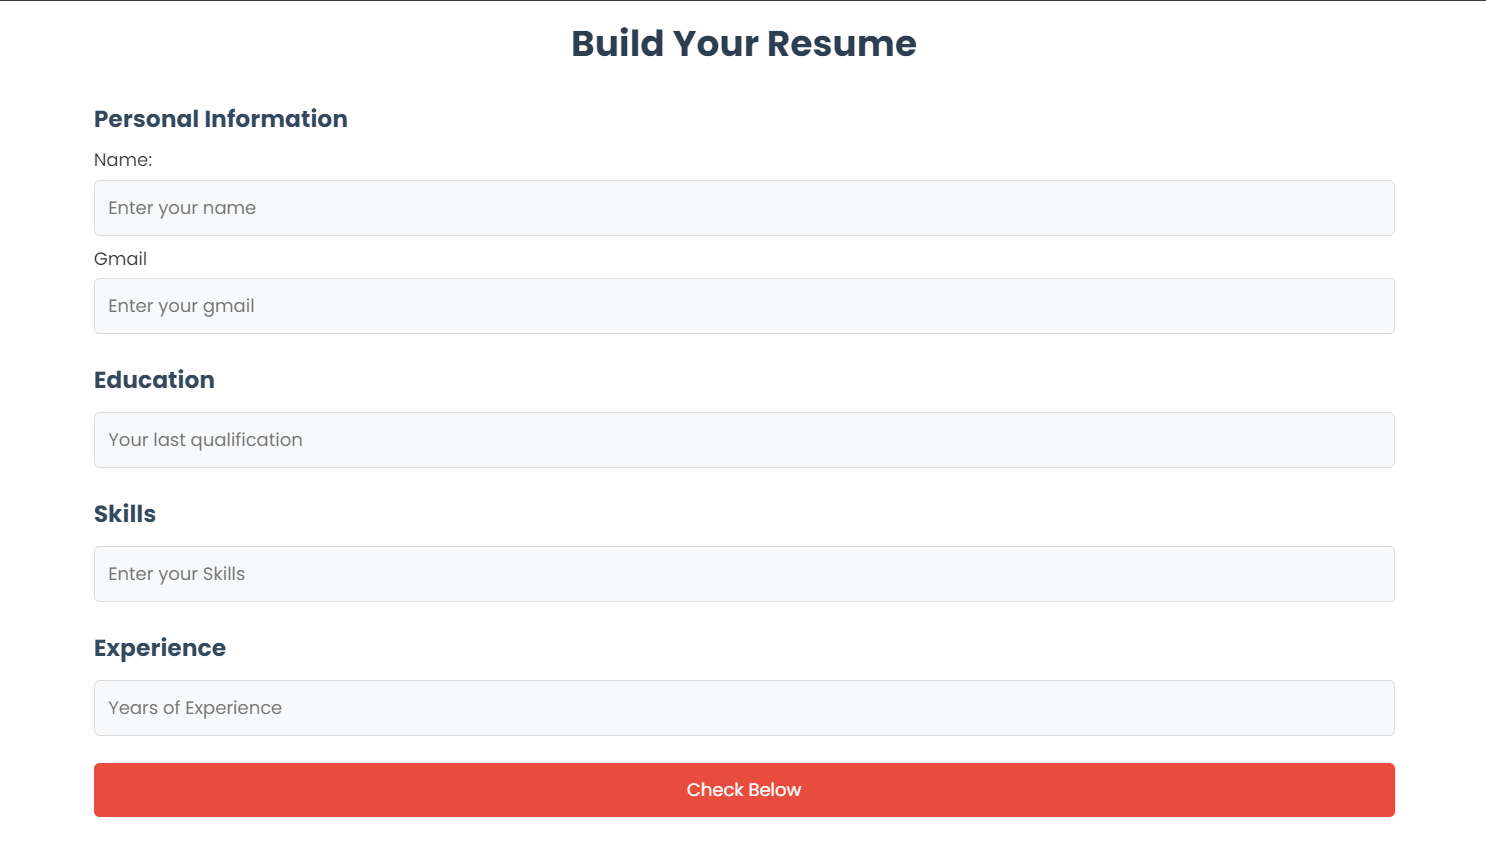 Build Your Resume
Personal Information
Name:
Enter your name
Gmail
Enter your gmail
Education
Your last qualification
Skills
Enter your Skills
Experience
Years of Experience
Check Below